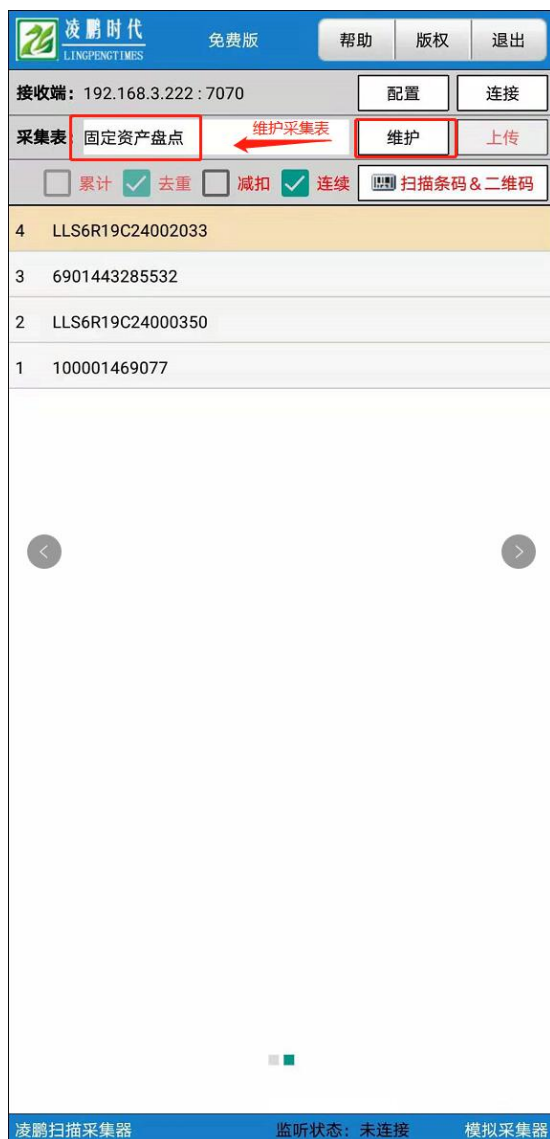 凌鹏时代 免费版 帮助 版权 退出
LINGPENGTIMES
接收端：192.168.3.222 : 7070 配置 连接
采集表：固定资产盘点 维护采集表 维护 上传
累计 去重 减扣 连续 扫描条码&二维码
4 LLS6R19C24002033
3 6901443285532
2 LLS6R19C24000350
1 100001469077
凌鹏扫描采集器 监听状态：未连接 模拟采集器